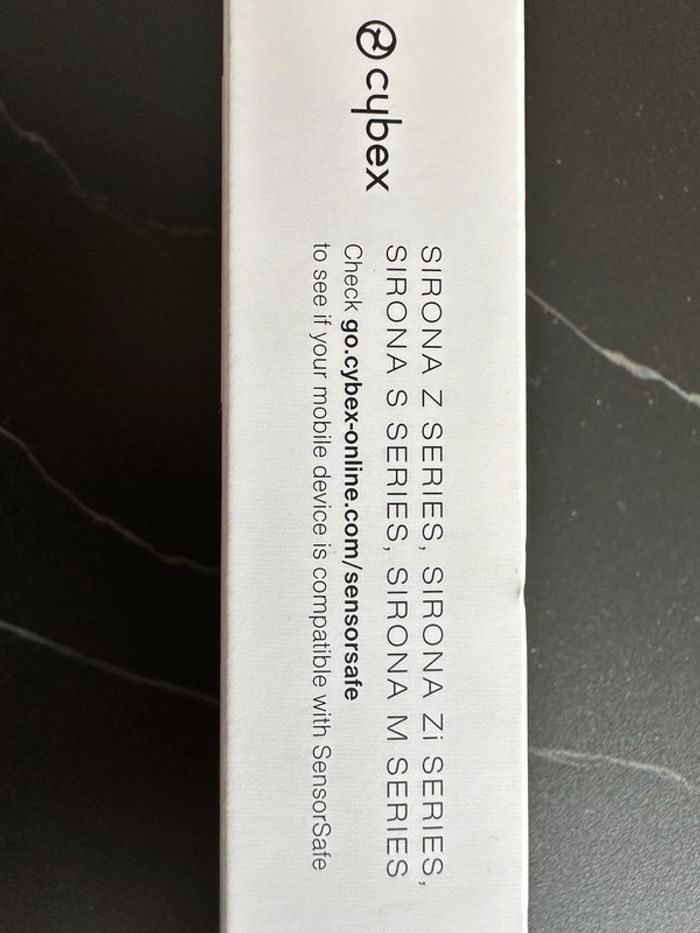 cybex
SIRONA Z SERIES, SIRONA Zi SERIES,
SIRONA S SERIES, SIRONA M SERIES
Check go.cybex-online.com/sensorsafe
to see if your mobile device is compatible with SensorSafe